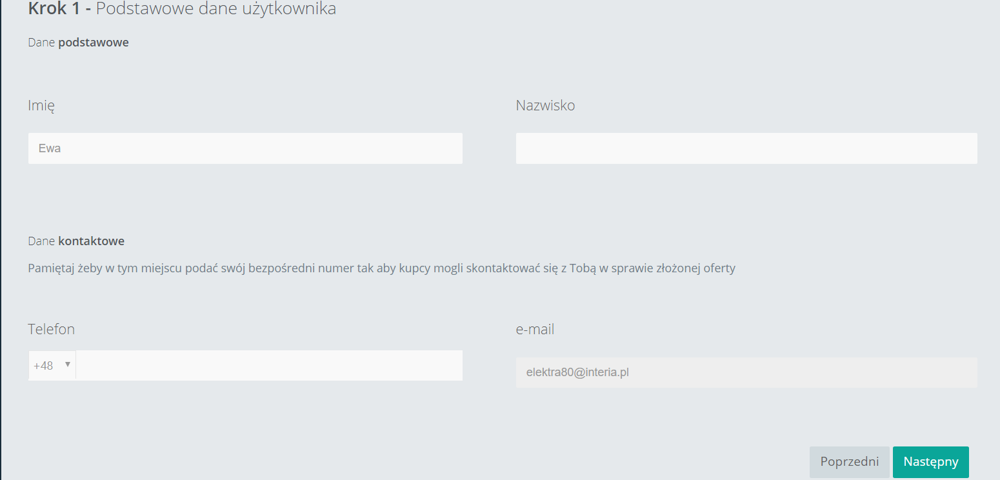 Krok 1 - Podstawowe dane użytkownika
Dane podstawowe
Imię
Nazwisko
Ewa
Dane kontaktowe
Pamiętaj żeby w tym miejscu podać swój bezpośredni numer tak aby kupcy mogli skontaktować się z Tobą w sprawie złożonej oferty
Telefon
e-mail
+48
elektra80@interia.pl
Poprzedni
Następny